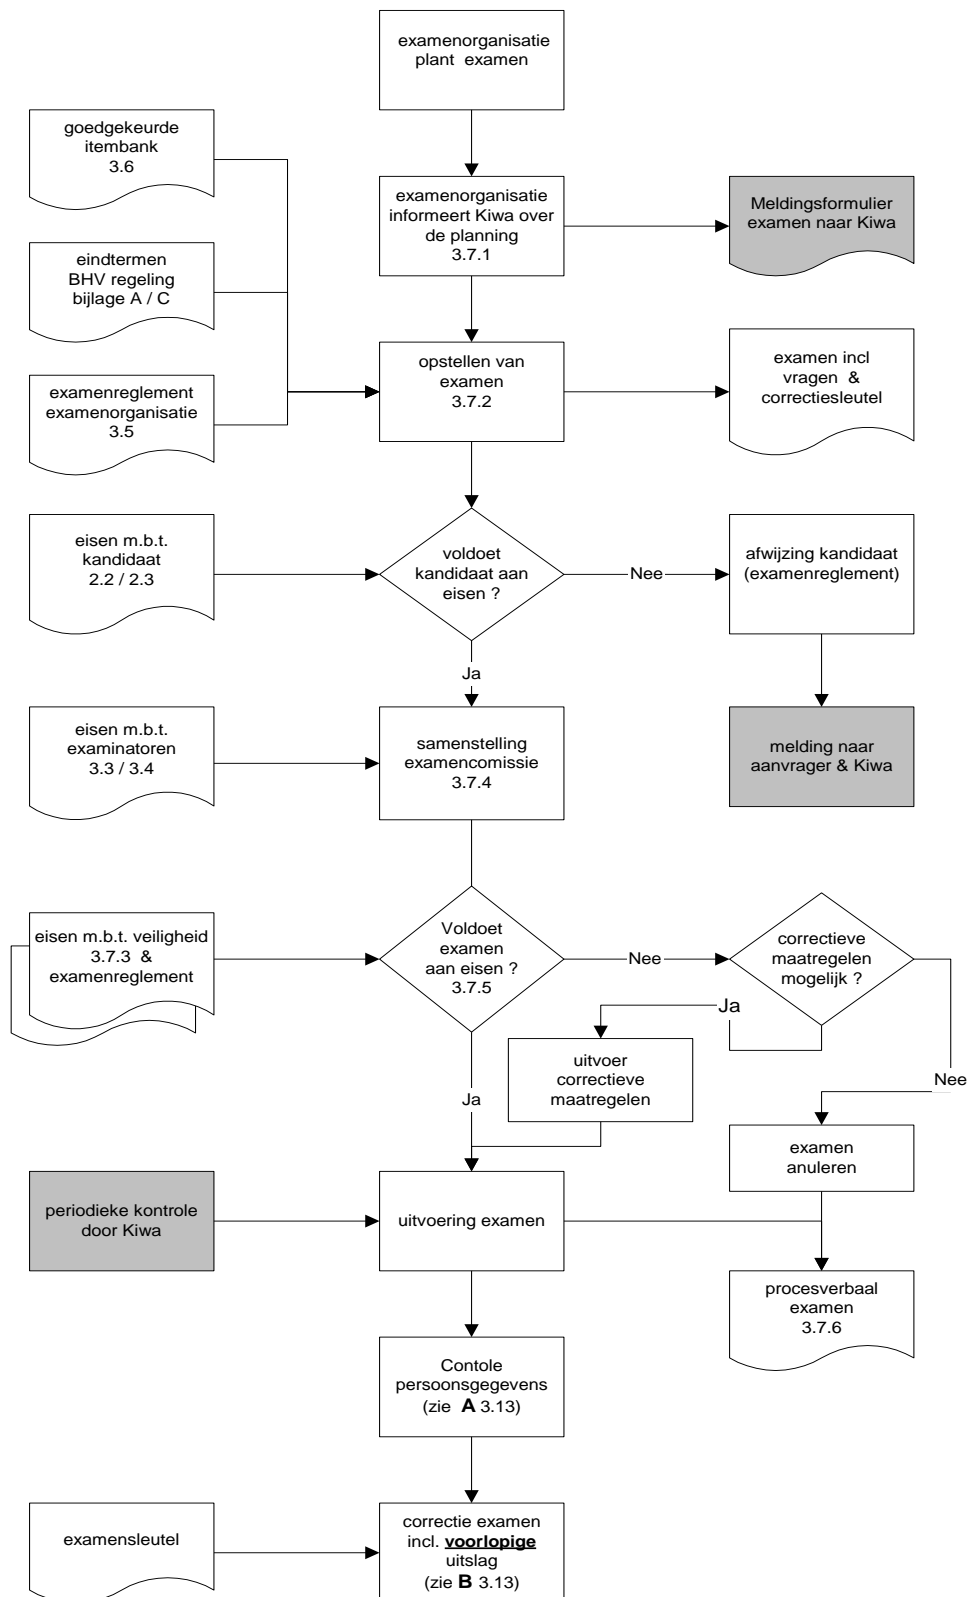 examenorganisatie
plant examen
goedgekeurde
itembank
3.6
examenorganisatie
informeert Kiwa over
de planning
3.7.1
Meldingsformulier
examen naar Kiwa
eindtermen
BHV regeling
bijlage A / C
opstellen van
examen
3.7.2
examen incl
vragen &
correctiesleutel
examenreglement
examenorganisatie
3.5
eisen m.b.t.
kandidaat
2.2 / 2.3
voldoet
kandidaat aan
eisen ?
Nee
afwijzing kandidaat
(examenreglement)
Ja
eisen m.b.t.
examinatoren
3.3 / 3.4
samenstelling
examencomissie
3.7.4
melding naar
aanvrager & Kiwa
eisen m.b.t. veiligheid
3.7.3 &
examenreglement
Voldoet
examen
aan eisen ?
3.7.5
Nee
correctieve
maatregelen
mogelijk ?
Ja
uitvoer
correctieve
maatregelen
Nee
Ja
examen
anuleren
periodieke kontrole
door Kiwa
uitvoering examen
procesverbaal
examen
3.7.6
Contole
persoonsgegevens
(zie A 3.13)
examensleutel
correctie examen
incl. voorlopige
uitslag
(zie B 3.13)